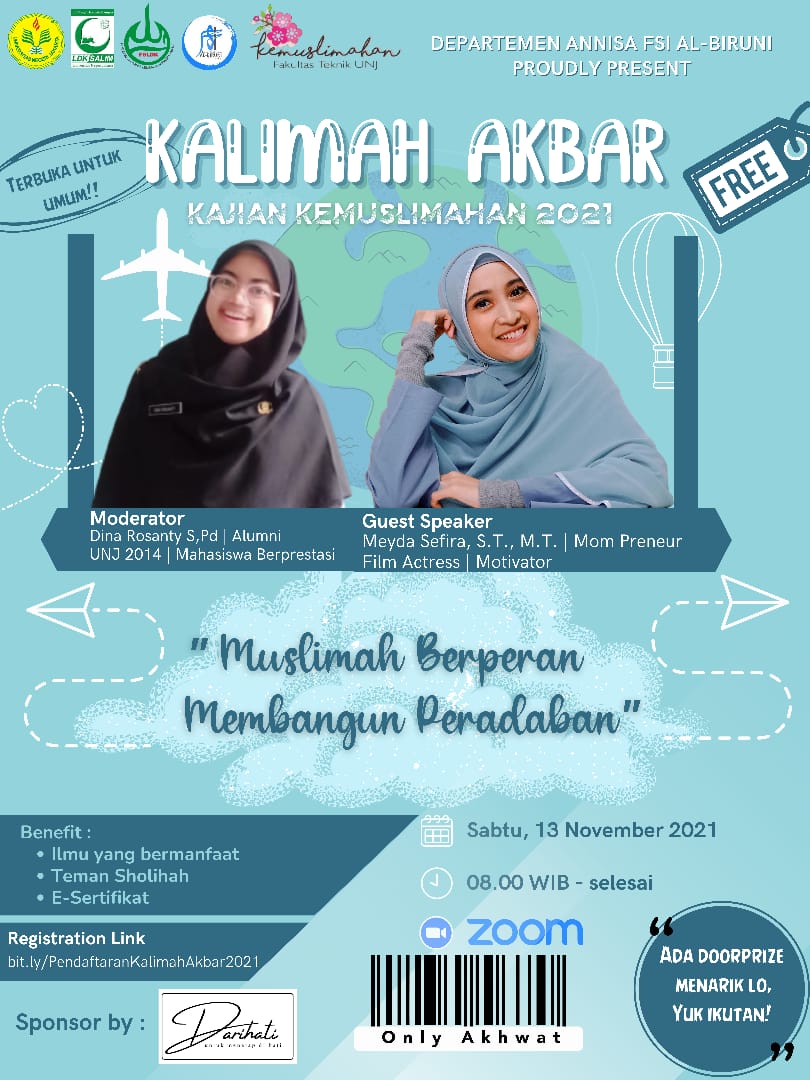 LDK SALIM
FSLDK
kemuslimahan
Fakultas Teknik UNJ
DEPARTEMEN ANNISA FSI AL-BIRUNI
PROUDLY PRESENT
TERBUKA UNTUK
UMUM!!
KALIMAH AKBAR
FREE
KAJIAN KEMUSLIMAHAN 2021
Moderator
Dina Rosanty S,Pd | Alumni
UNJ 2014 | Mahasiswa Berprestasi
Guest Speaker
Meyda Sefira, S.T., M.T. | Mom Preneur
Film Actress | Motivator
" Muslimah Berperan
Membangun Peradaban"
Benefit :
• Ilmu yang bermanfaat
• Teman Sholihah
• E-Sertifikat
Registration Link
bit.ly/PendaftaranKalimahAkbar2021
Sponsor by :
Darihati
Sabtu, 13 November 2021
08.00 WIB - selesai
zoom
Only Akhwat
“ ADA DOORPRIZE
MENARIK LO,
YUK IKUTAN! ”